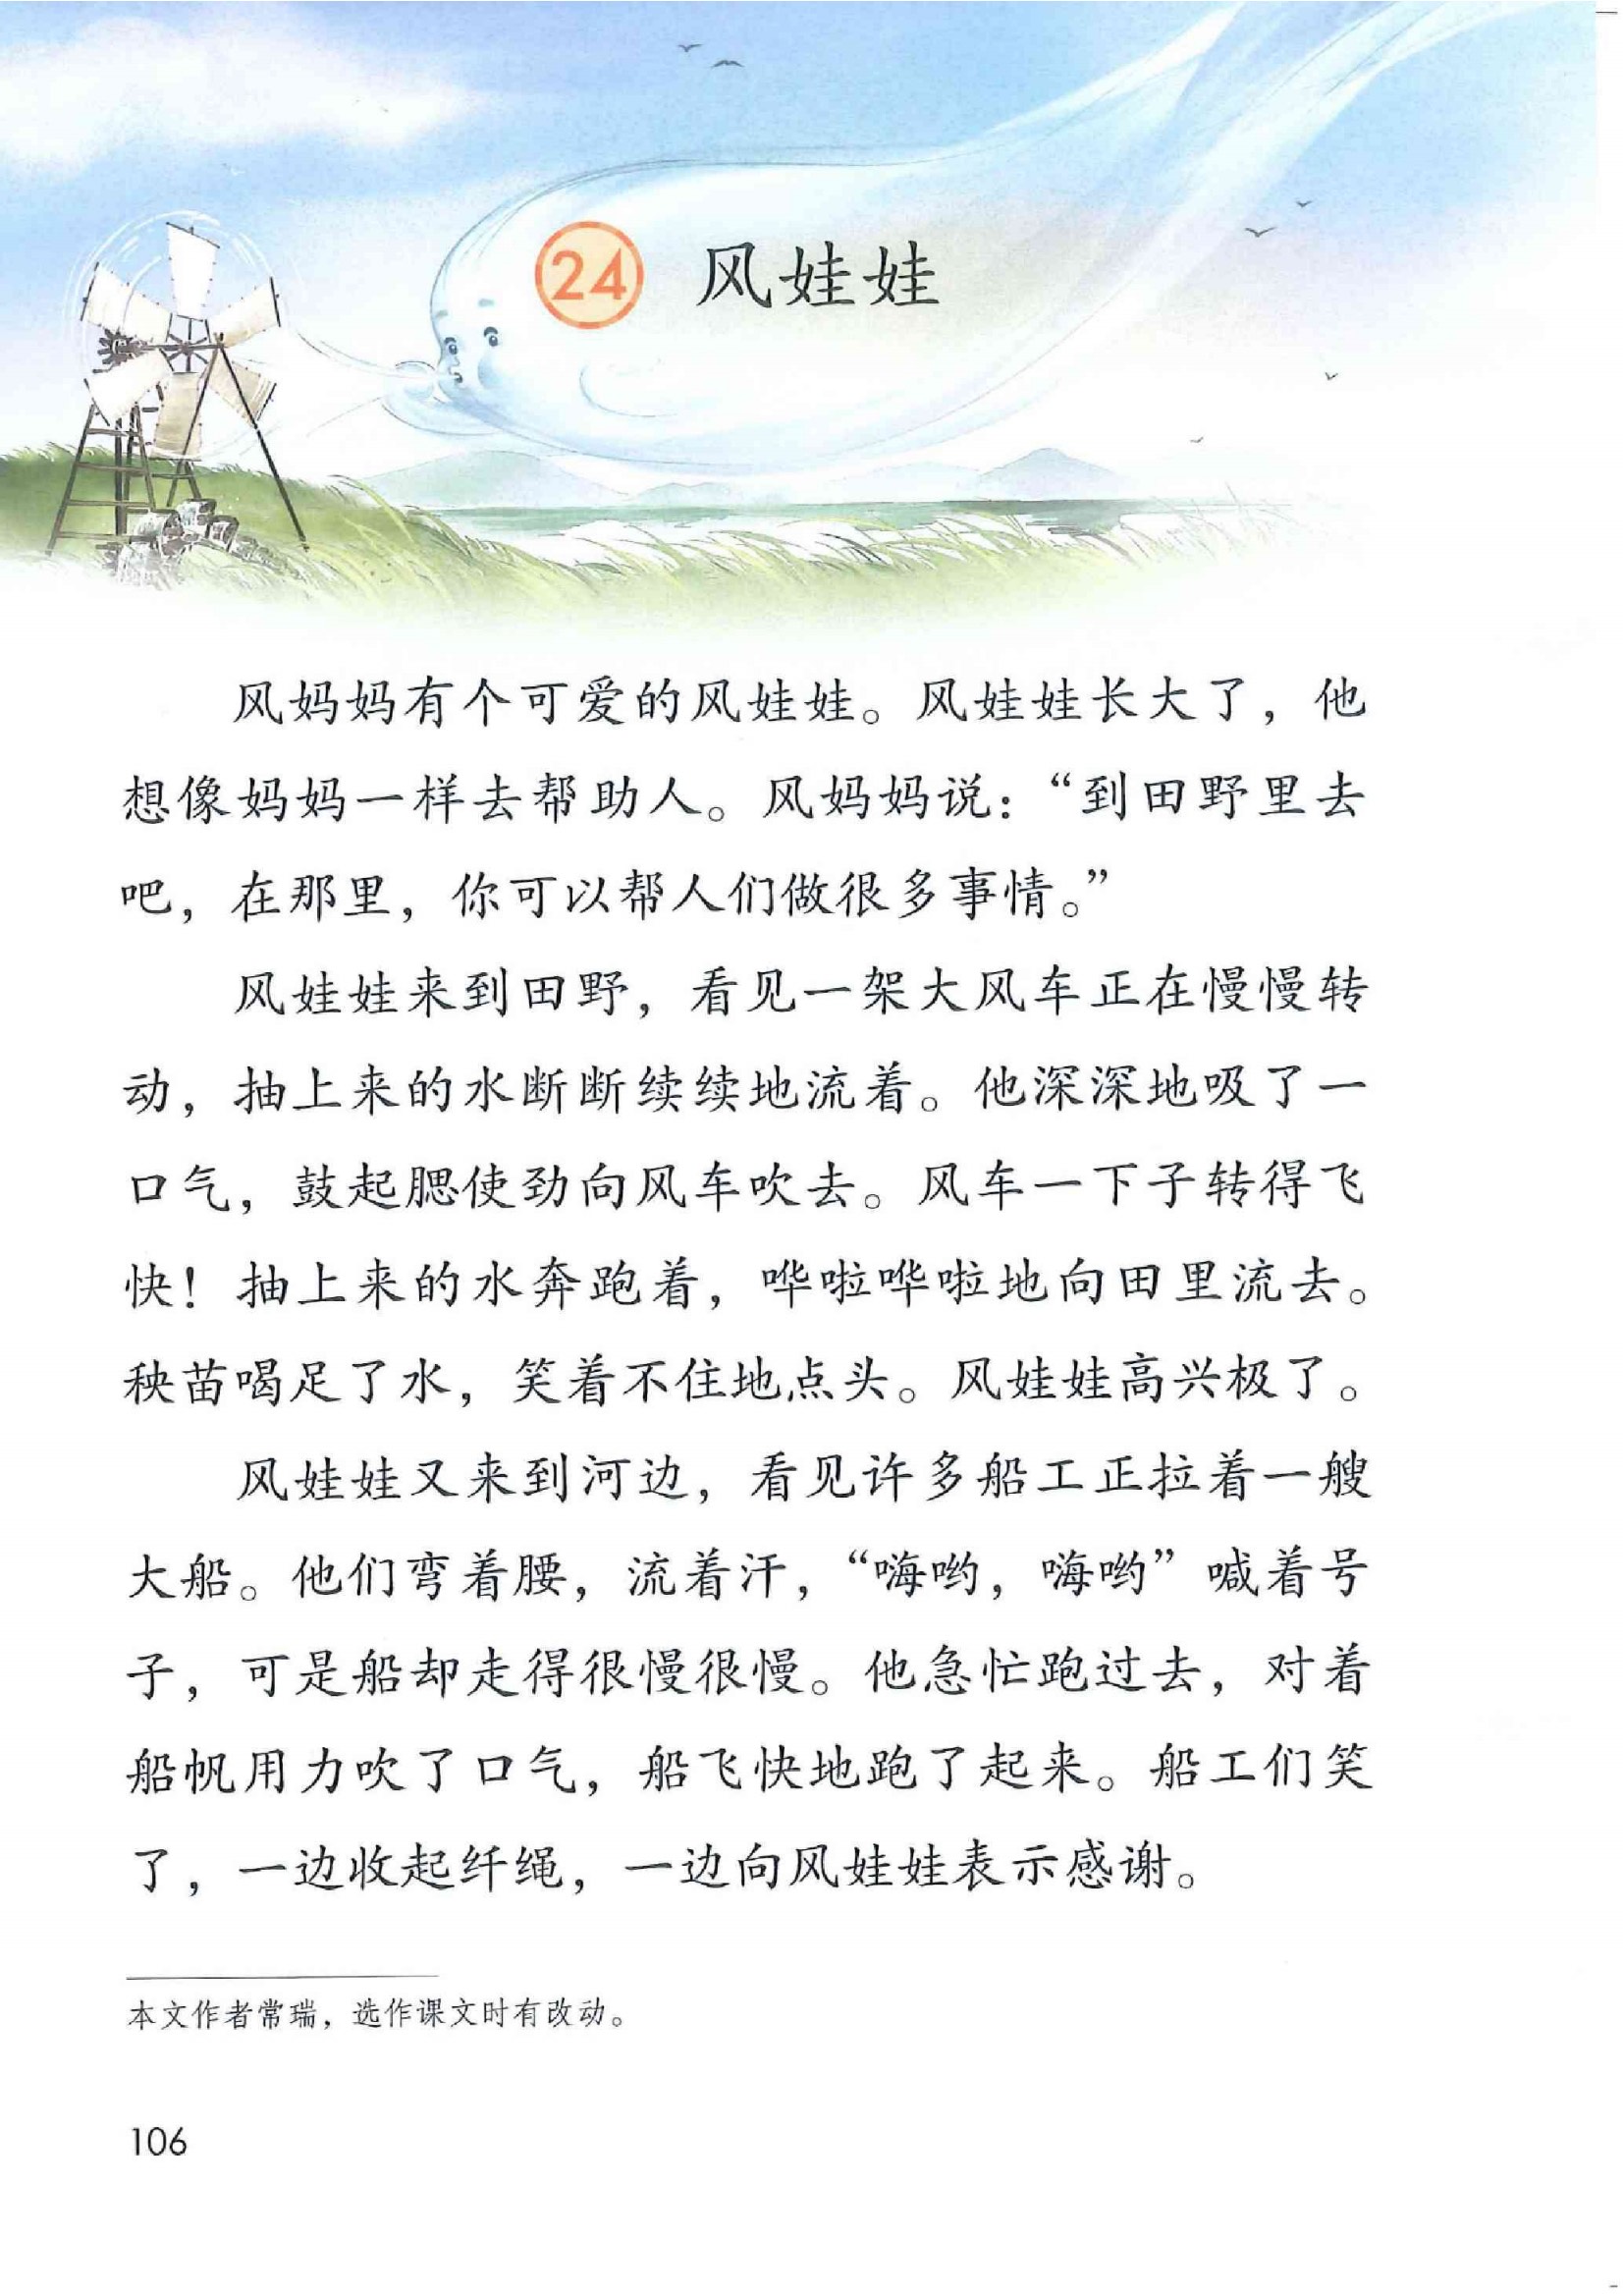 24 风娃娃
风妈妈有个可爱的风娃娃。风娃娃长大了，他
想像妈妈一样去帮助人。风妈妈说：“到田野里去
吧，在那里，你可以帮人们做很多事情。”
风娃娃来到田野，看见一架大风车正在慢慢转
动，抽上来的水断断续续地流着。他深深地吸了一
口气，鼓起腮使劲向风车吹去。风车一下子转得飞
快！抽上来的水奔跑着，哗啦哗啦地向田里流去。
秧苗喝足了水，笑着不住地点头。风娃娃高兴极了。
风娃娃又来到河边，看见许多船工正拉着一艘
大船。他们弯着腰，流着汗，“嗨哟，嗨哟”喊着号
子，可是船却走得很慢很慢。他急忙跑过去，对着
船帆用力吹了口气，船飞快地跑了起来。船工们笑
了，一边收起纤绳，一边向风娃娃表示感谢。
本文作者常瑞，选作课文时有改动。
106